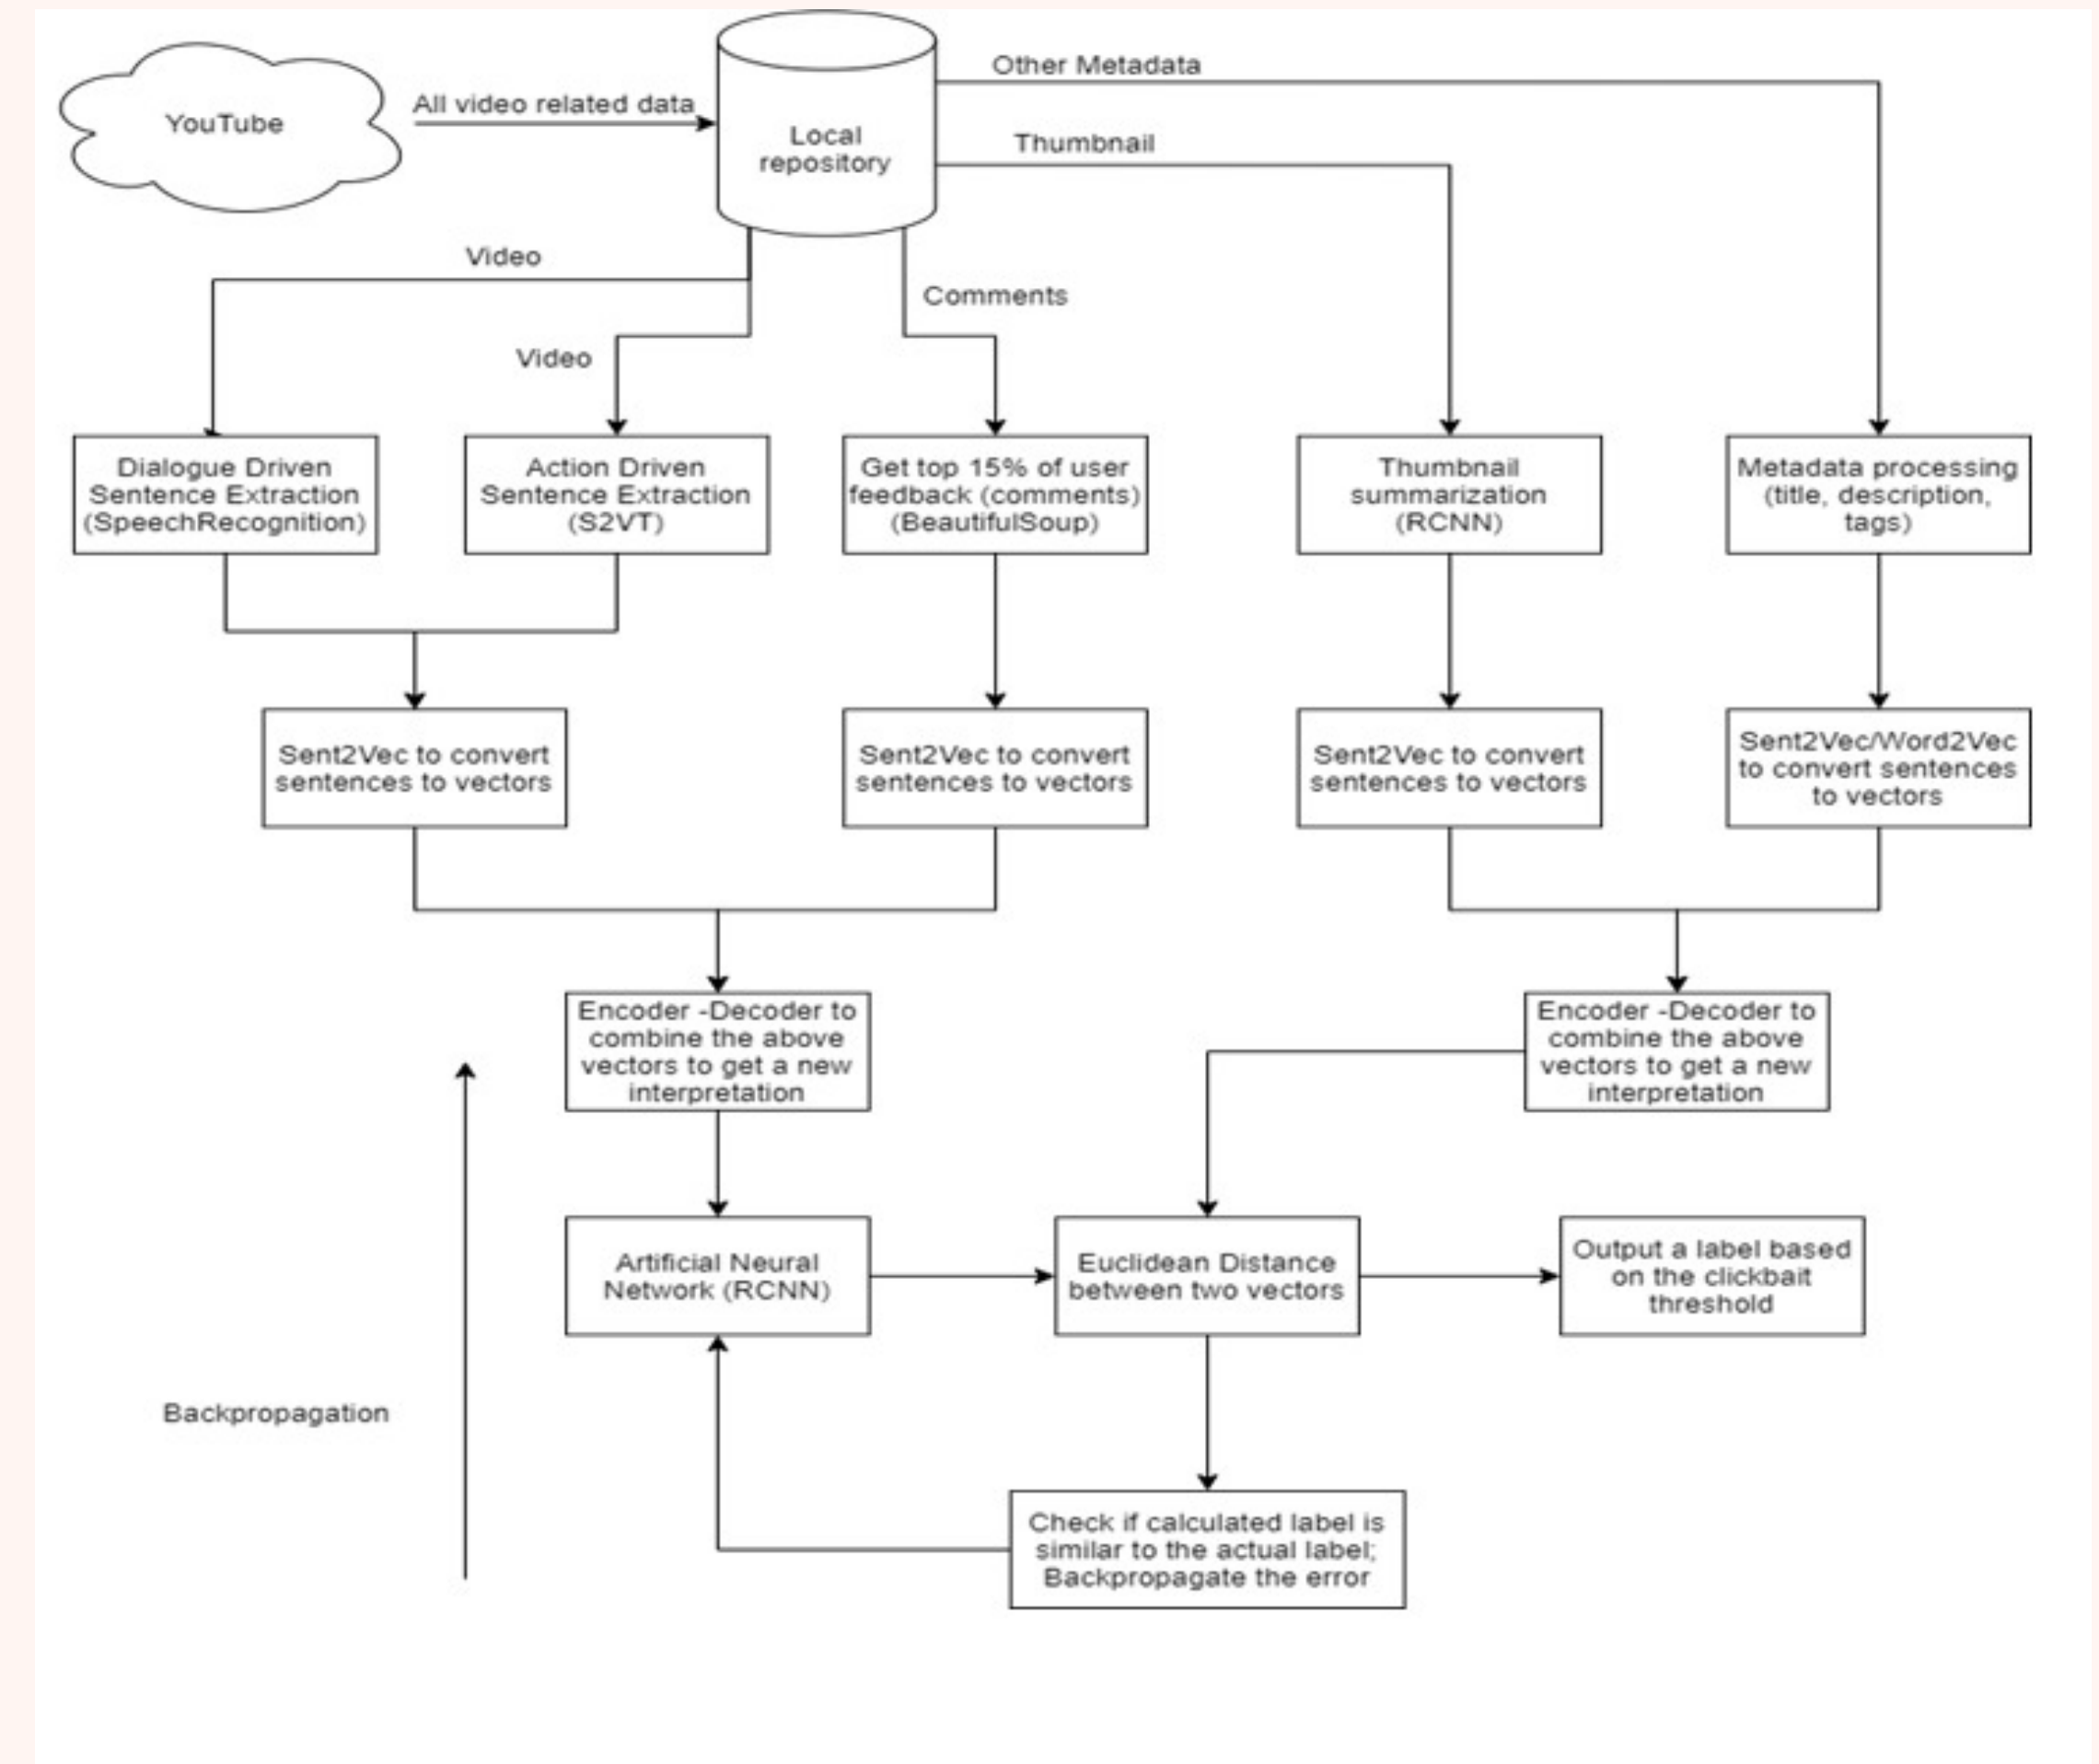 Other Metadata
YouTube
All video related data
Local
repository
Thumbnail
Video
Comments
Video
Dialogue Driven
Sentence Extraction
(SpeechRecognition)
Action Driven
Sentence Extraction
(S2VT)
Get top 15% of user
feedback (comments)
(BeautifulSoup)
Thumbnail
summarization
(RCNN)
Metadata processing
(title, description,
tags)
Sent2Vec to convert
sentences to vectors
Sent2Vec to convert
sentences to vectors
Sent2Vec to convert
sentences to vectors
Sent2Vec/Word2Vec
to convert sentences
to vectors
Encoder -Decoder to
combine the above
vectors to get a new
interpretation
Encoder -Decoder to
combine the above
vectors to get a new
interpretation
Artificial Neural
Network (RCNN)
Euclidean Distance
between two vectors
Output a label based
on the clickbait
threshold
Backpropagation
Check if calculated label is
similar to the actual label;
Backpropagate the error